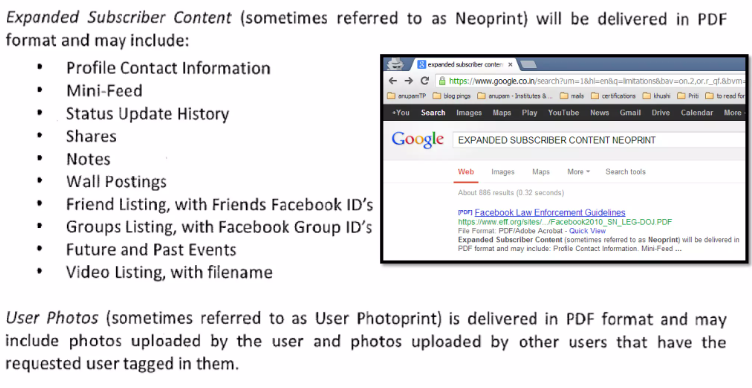 Expanded Subscriber Content (sometimes referred to as Neoprint) will be delivered in PDF
format and may include:
• Profile Contact Information
• Mini-Feed
• Status Update History
• Shares
• Notes
• Wall Postings
• Friend Listing, with Friends Facebook ID's
• Groups Listing, with Facebook Group ID's
• Future and Past Events
• Video Listing, with filename
expanded subscriber conten
https://www.google.co.in/search?um=1&hl=en&q=limitations&bav=on.2,or.r_qf.&bvm=
anupamTP blog pings anupam - Institutes &... mails certifications khushi Priti to read for
+You Search Images Maps Play YouTube News Gmail Drive Calendar More
Google EXPANDED SUBSCRIBER CONTENT NEOPRINT
Web Images Maps More Search tools
About 886 results (0.32 seconds)
[PDF] Facebook Law Enforcement Guidelines
https://www.eff.org/sites/.../Facebook2010_SN_LEG-DOJ.PDF
File Format: PDF/Adobe Acrobat - Quick View
Expanded Subscriber Content (sometimes referred to as Neoprint) will be delivered in
PDF format and may include: Profile Contact Information. Mini-Feed ...
User Photos (sometimes referred to as User Photoprint) is delivered in PDF format and may
include photos uploaded by the user and photos uploaded by other users that have the
requested user tagged in them.